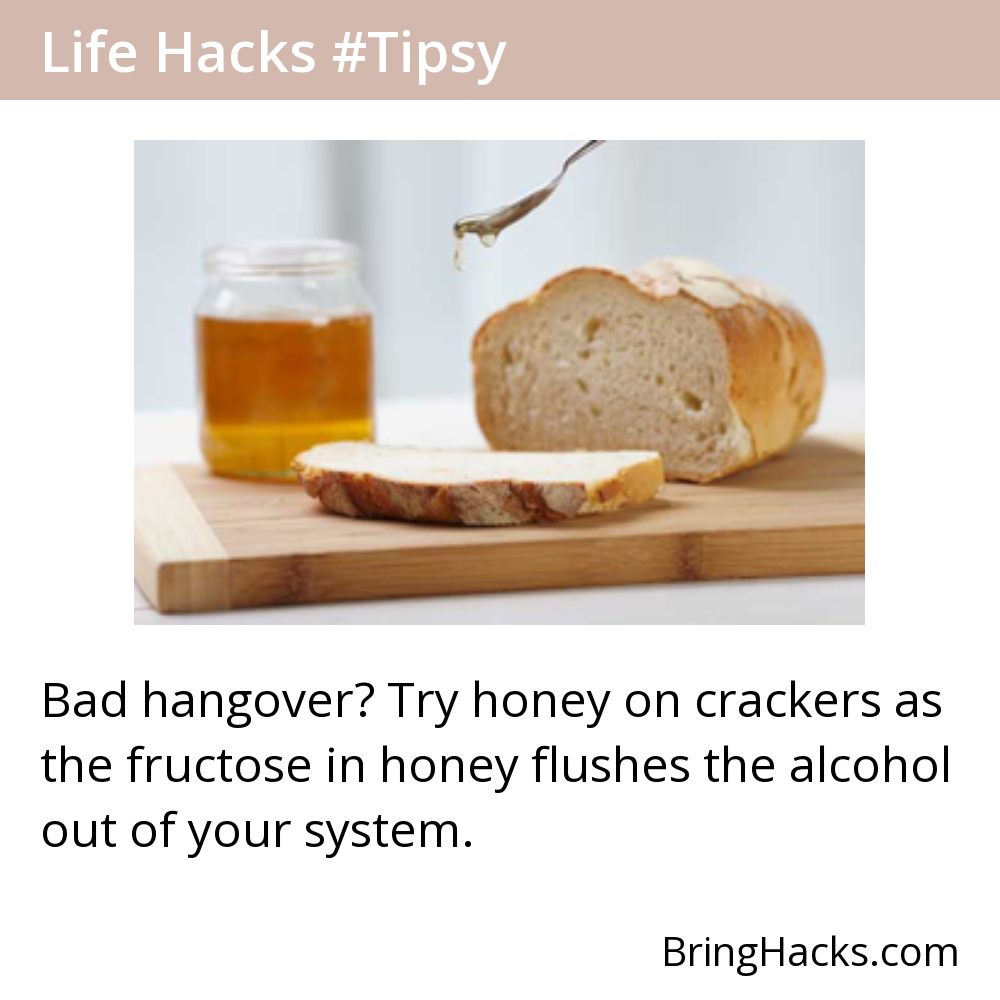 Life Hacks #Tipsy
Bad hangover? Try honey on crackers as
the fructose in honey flushes the alcohol
out of your system.
BringHacks.com